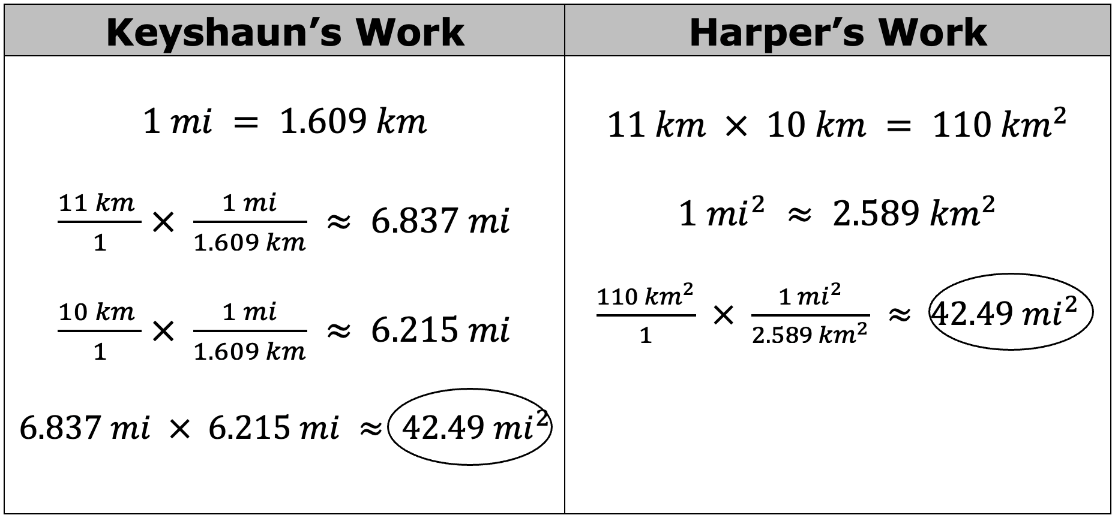 Keyshaun's Work
1 mi = 1.609 km
11 km/1 × 1 mi/1.609 km ≈ 6.837 mi
10 km/1 × 1 mi/1.609 km ≈ 6.215 mi
6.837 mi × 6.215 mi ≈ 42.49 mi²
Harper's Work
11 km × 10 km = 110 km²
1 mi² ≈ 2.589 km²
110 km²/1 × 1 mi²/2.589 km² ≈ 42.49 mi²